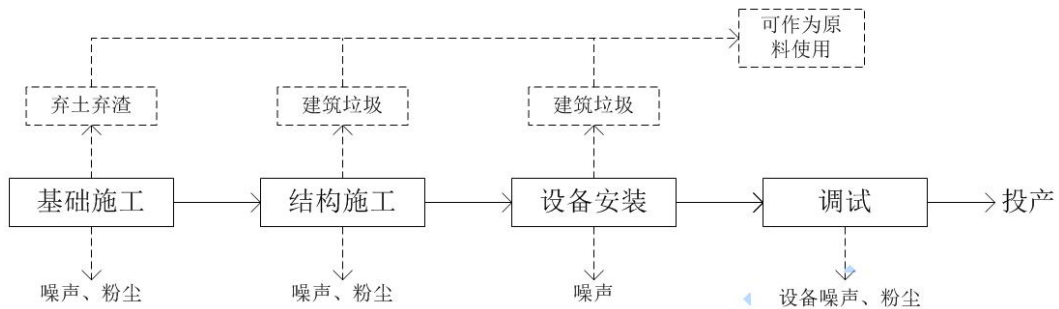 可作为原
料使用
弃土弃渣
建筑垃圾
建筑垃圾
基础施工
结构施工
设备安装
调试
投产
噪声、粉尘
噪声、粉尘
噪声
设备噪声、粉尘